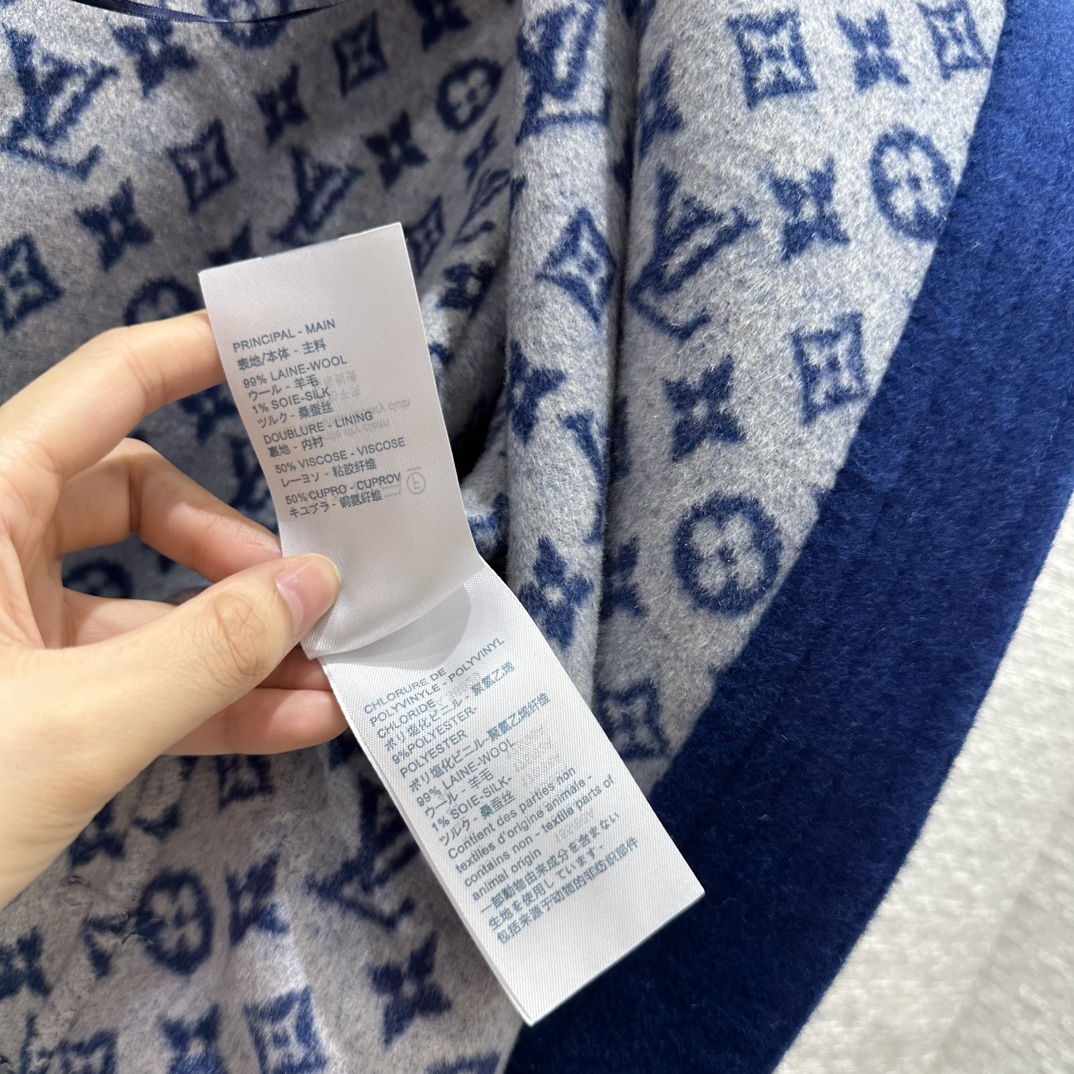 PRINCIPAL - MAIN
表地/本体 - 主料
99% LAINE-WOOL
ウール - 羊毛
1% SOIE-SILK
ツルク - 桑蚕丝
DOUBLURE - LINING
裏地 - 内衬
50% VISCOSE - VISCOSE
レーヨソ - 粘胶纤维
50% CUPRO - CUPROV
キユプラ - 铜氨纤维
CHLORURE DE
POLYVINYLE - POLYVINYL
CHLORIDE
ポリ塩化ビニル - 聚氯乙烯
9%POLYESTER-
POLYESTER
ポリ塩化ビニル-聚氯乙烯纤维
99% LAINE-WOOL
ウール - 羊毛
1% SOIE-SILK-
ツルク - 桑蚕丝
Contient des parties non
textiles d'origine animale -
contains non - textile parts of
animal origin
一部動物由来成分を含まない
生地を使用しています -
包括来源于动物的非纺织部件